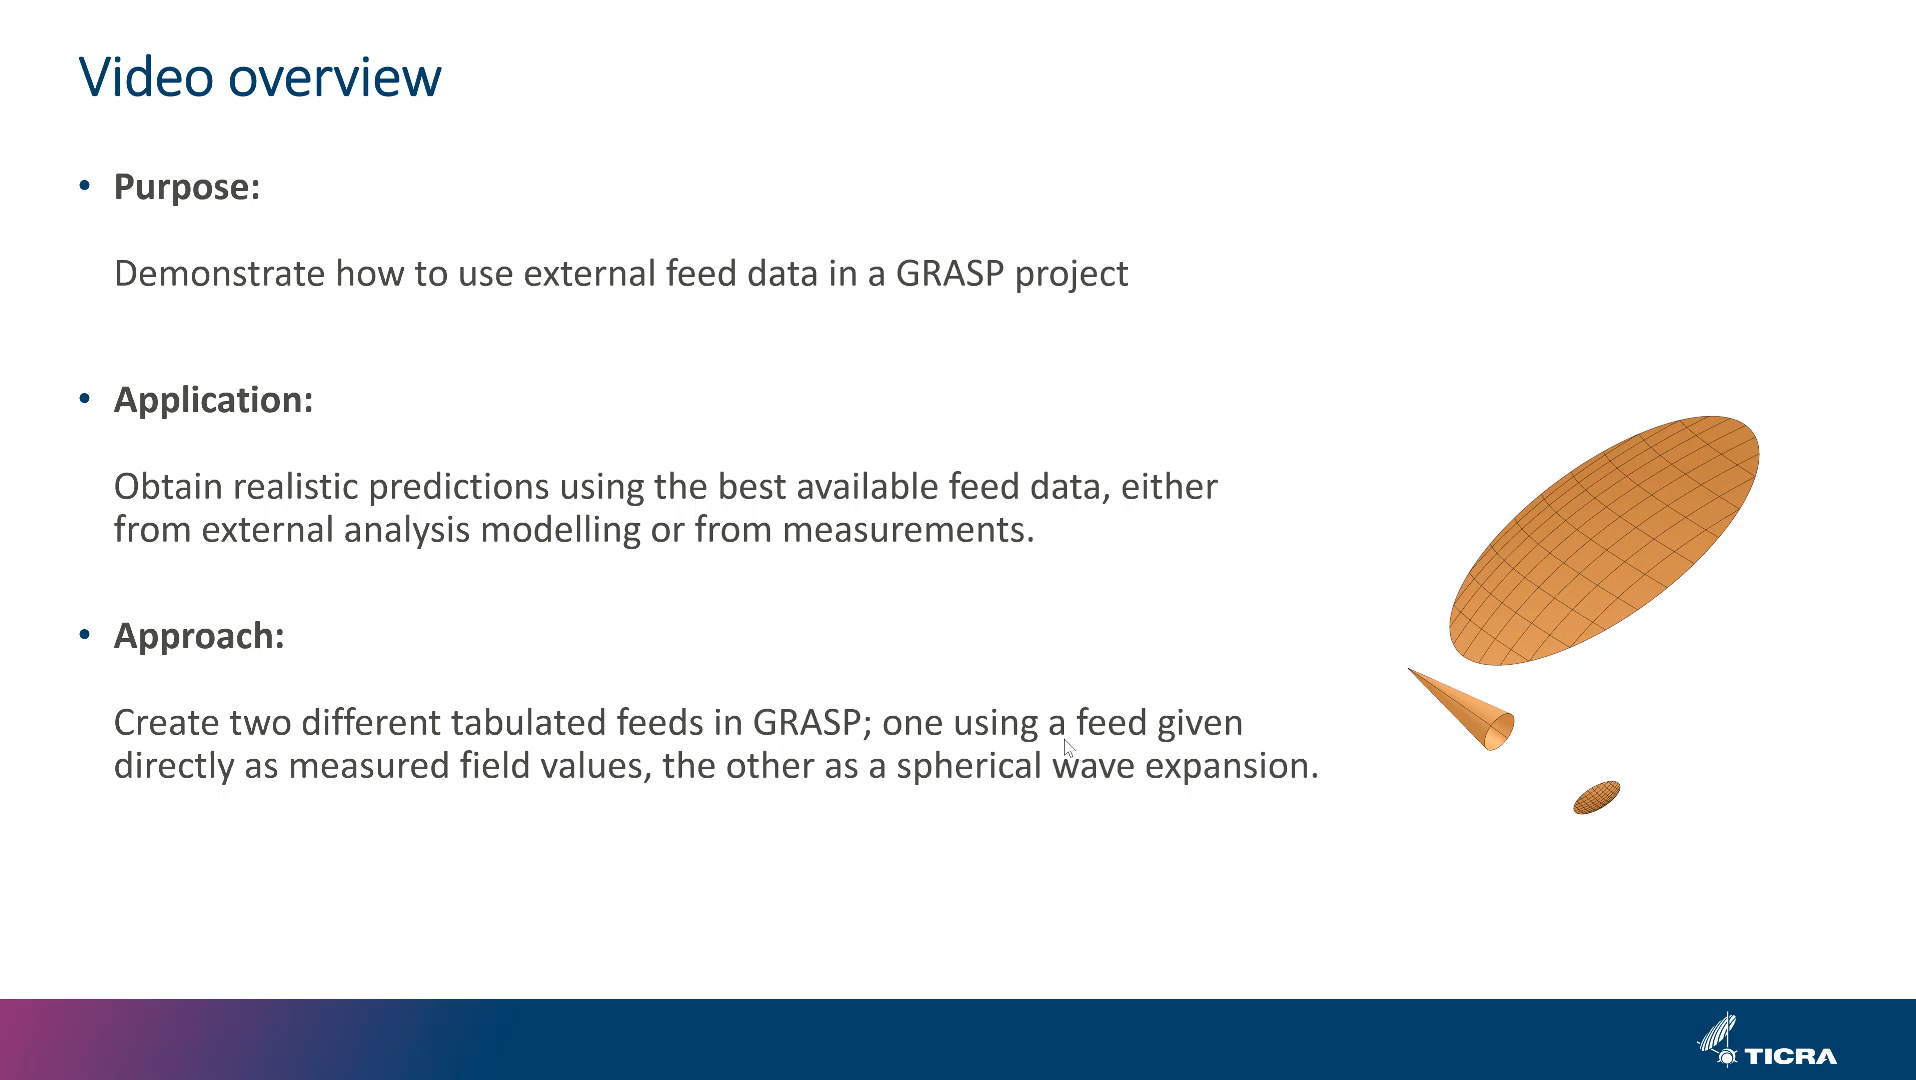 Video overview
• Purpose:
Demonstrate how to use external feed data in a GRASP project
• Application:
Obtain realistic predictions using the best available feed data, either
from external analysis modelling or from measurements.
• Approach:
Create two different tabulated feeds in GRASP; one using a feed given
directly as measured field values, the other as a spherical wave expansion.
TICRA